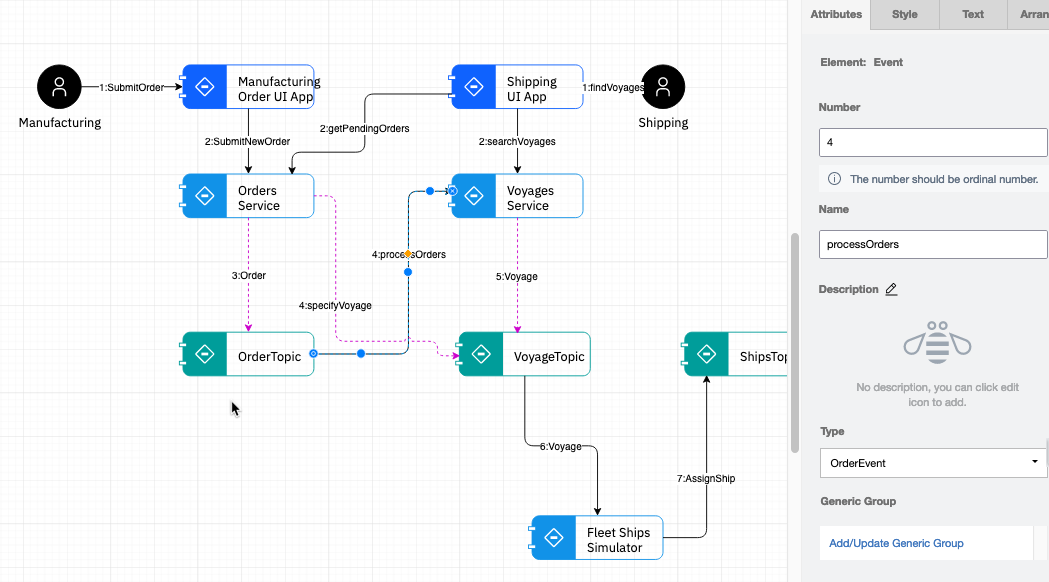 Attributes
Style
Text
Arran
Element: Event
Number
4
The number should be ordinal number.
Name
processOrders
Description
No description, you can click edit
icon to add.
Type
OrderEvent
Generic Group
Add/Update Generic Group
Manufacturing
1:SubmitOrder
Manufacturing
Order UI App
Shipping
UI App
1:findVoyages
Shipping
2:getPendingOrders
2:SubmitNewOrder
2:searchVoyages
Orders
Service
Voyages
Service
4:processOrders
3:Order
5:Voyage
4:specifyVoyage
OrderTopic
VoyageTopic
ShipsTop
6:Voyage
7:AssignShip
Fleet Ships
Simulator